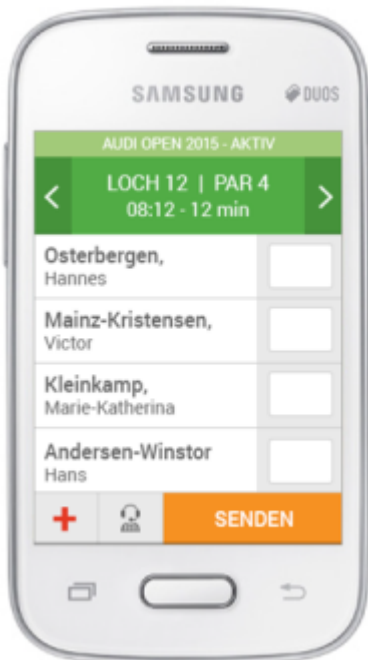 SAMSUNG DUOS
AUDI OPEN 2015 - AKTIV
LOCH 12 | PAR 4
08:12 - 12 min
Osterbergen,
Hannes
Mainz-Kristensen,
Victor
Kleinkamp,
Marie-Katherina
Andersen-Winstor
Hans
SENDEN